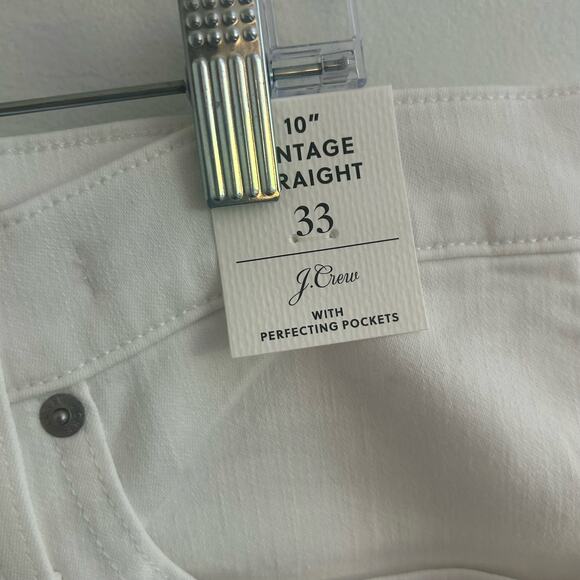 10"
NTAGE
RAIGHT
33
J.Crew
WITH
PERFECTING POCKETS